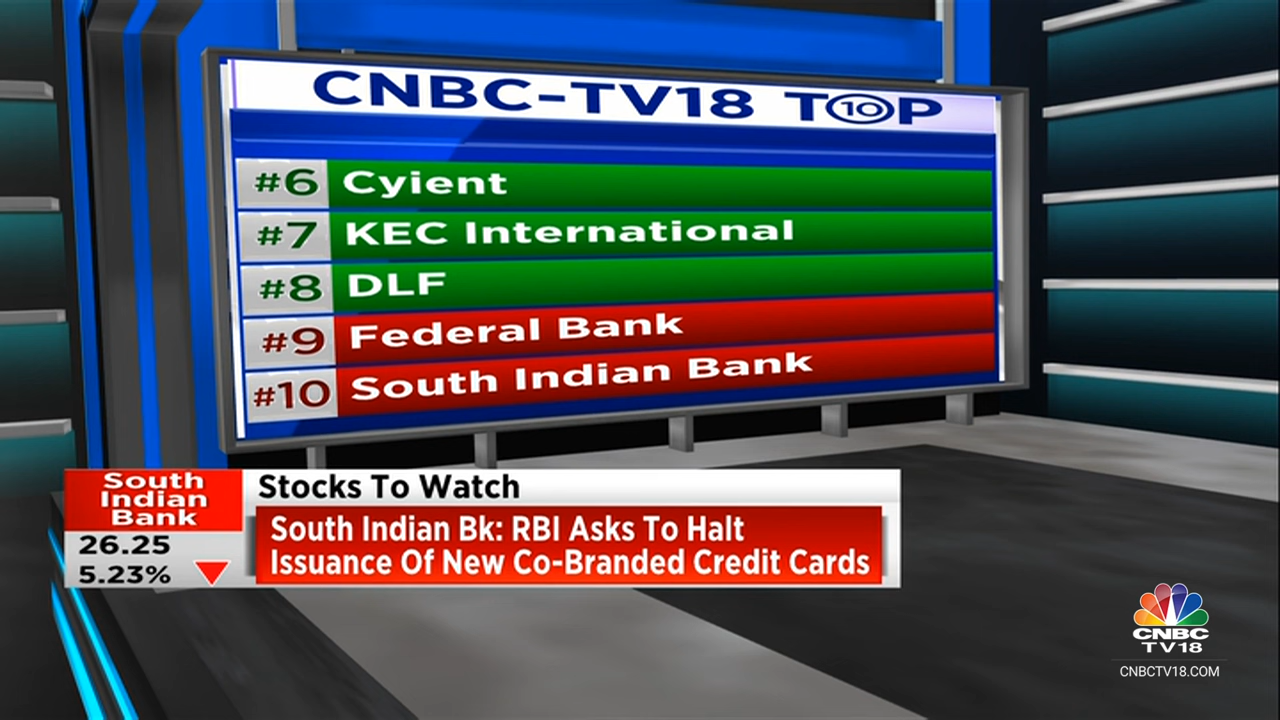 CNBC-TV18 TOP
10
#6 Cyient
#7 KEC International
#8 DLF
#9 Federal Bank
#10 South Indian Bank
South
Indian
Bank
26.25
5.23%
Stocks To Watch
South Indian Bk: RBI Asks To Halt
Issuance Of New Co-Branded Credit Cards
CNBC
TV18
CNBCTV18.COM